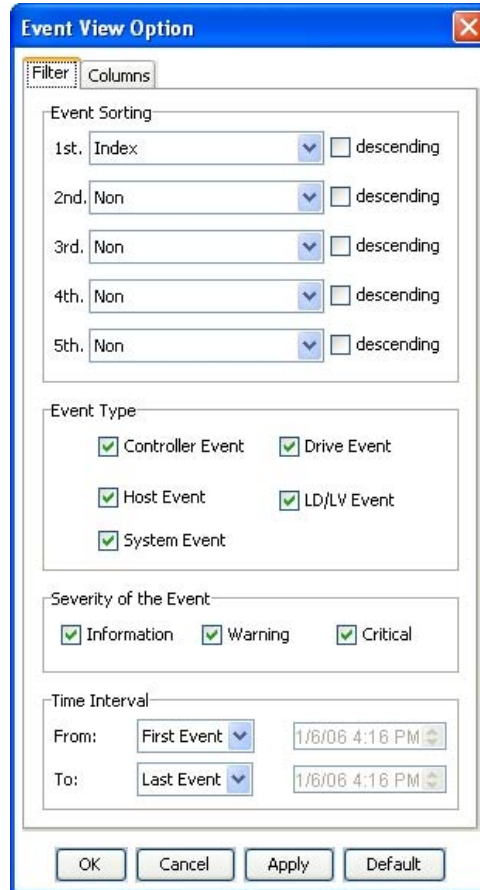 Event View Option
Filter Columns
Event Sorting
1st. Index descending
2nd. Non descending
3rd. Non descending
4th. Non descending
5th. Non descending
Event Type
Controller Event Drive Event
Host Event LD/LV Event
System Event
Severity of the Event
Information Warning Critical
Time Interval
From: First Event 1/6/06 4:16 PM
To: Last Event 1/6/06 4:16 PM
OK Cancel Apply Default